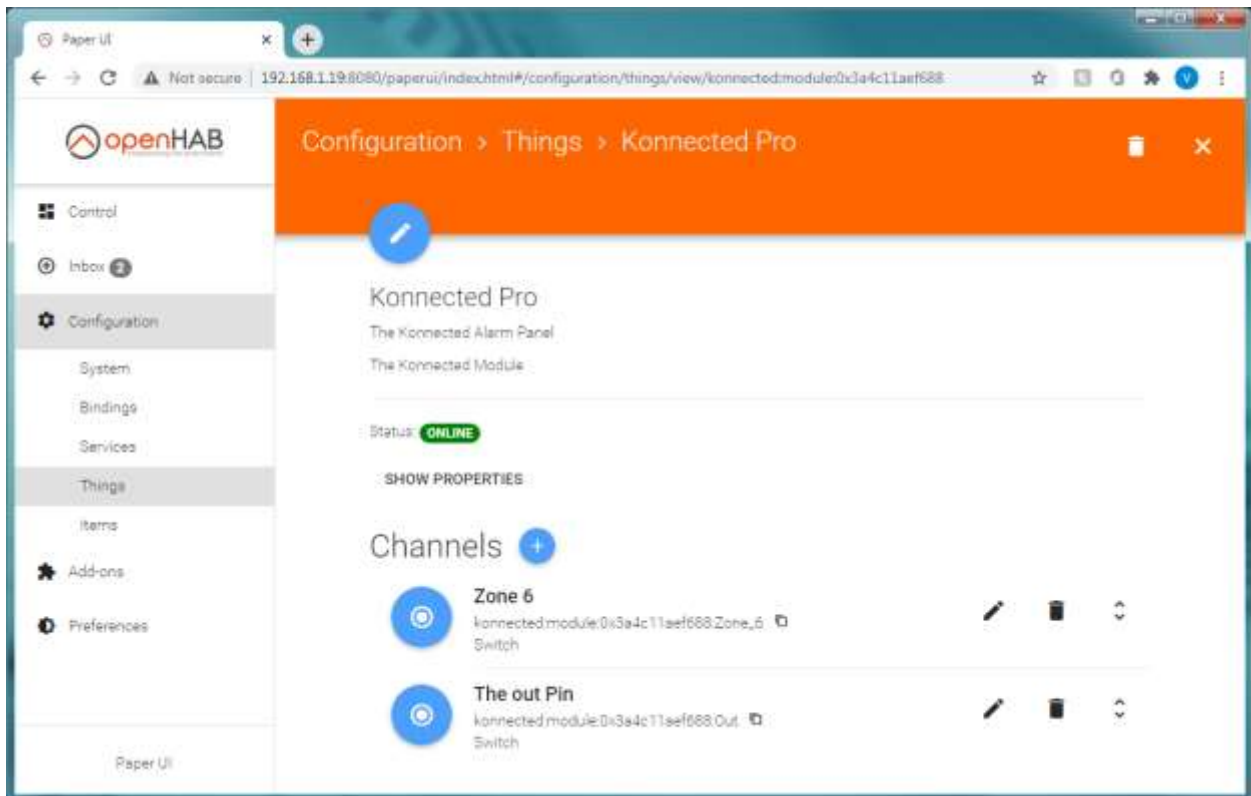 Paper UI
Not secure
192.168.1.19:8080/paperui/index.html#/configuration/things/view/konnected:module:0x3a4c11aef688
V
openHAB
Configuration > Things > Konnected Pro
Control
Inbox 2
Configuration
System
Bindings
Services
Things
Items
Add-ons
Preferences
Paper UI
Konnected Pro
The Konnected Alarm Panel
The Konnected Module
Status: ONLINE
SHOW PROPERTIES
Channels
Zone 6
konnected:module:0x3a4c11aef688:Zone_6
Switch
The out Pin
konnected:module:0x3a4c11aef688:Out
Switch